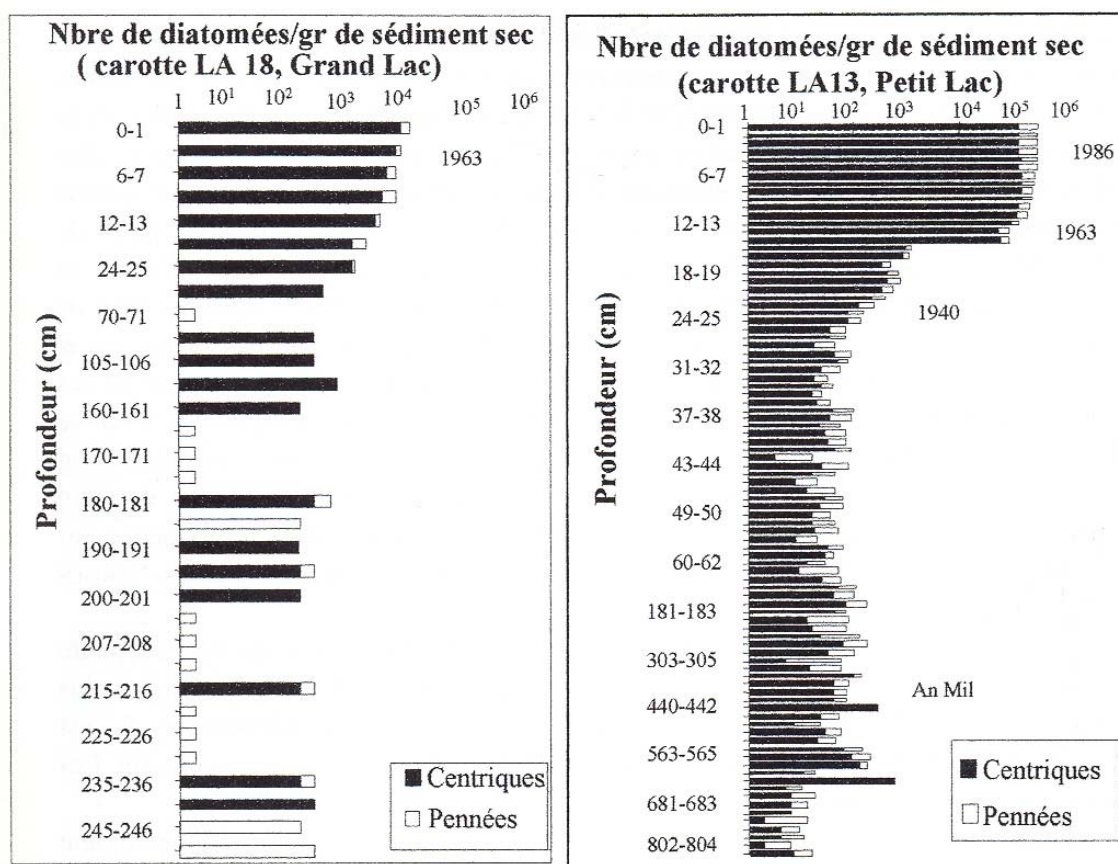 Nbre de diatomées/gr de sédiment sec
( carotte LA 18, Grand Lac)
1 10¹ 10² 10³ 10⁴ 10⁵ 10⁶
Profondeur (cm)
0-1
1963
6-7
12-13
24-25
70-71
105-106
160-161
170-171
180-181
190-191
200-201
207-208
215-216
225-226
235-236
245-246
Centriques
Pennées
Nbre de diatomées/gr de sédiment sec
(carotte LA13, Petit Lac)
1 10¹ 10² 10³ 10⁴ 10⁵ 10⁶
Profondeur (cm)
0-1
1986
6-7
12-13
1963
18-19
1940
24-25
31-32
37-38
43-44
49-50
60-62
181-183
303-305
An Mil
440-442
563-565
681-683
802-804
Centriques
Pennées